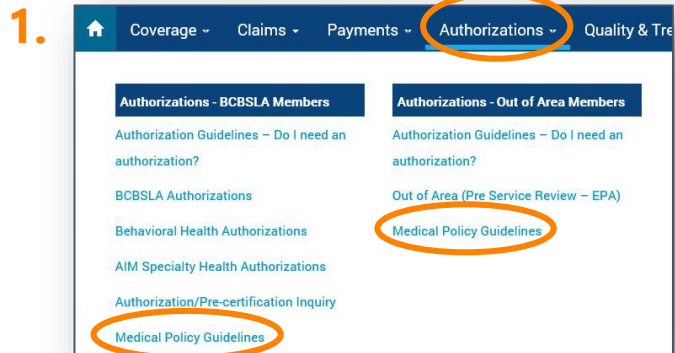 1.
Coverage Claims Payments Authorizations Quality &
Authorizations - BCBSLA Members
Authorization Guidelines – Do I need an
authorization?
BCBSLA Authorizations
Behavioral Health Authorizations
AIM Specialty Health Authorizations
Authorization/Pre-certification Inquiry
Medical Policy Guidelines
Authorizations - Out of Area Members
Authorization Guidelines – Do I need an
authorization?
Out of Area (Pre Service Review – EPA)
Medical Policy Guidelines